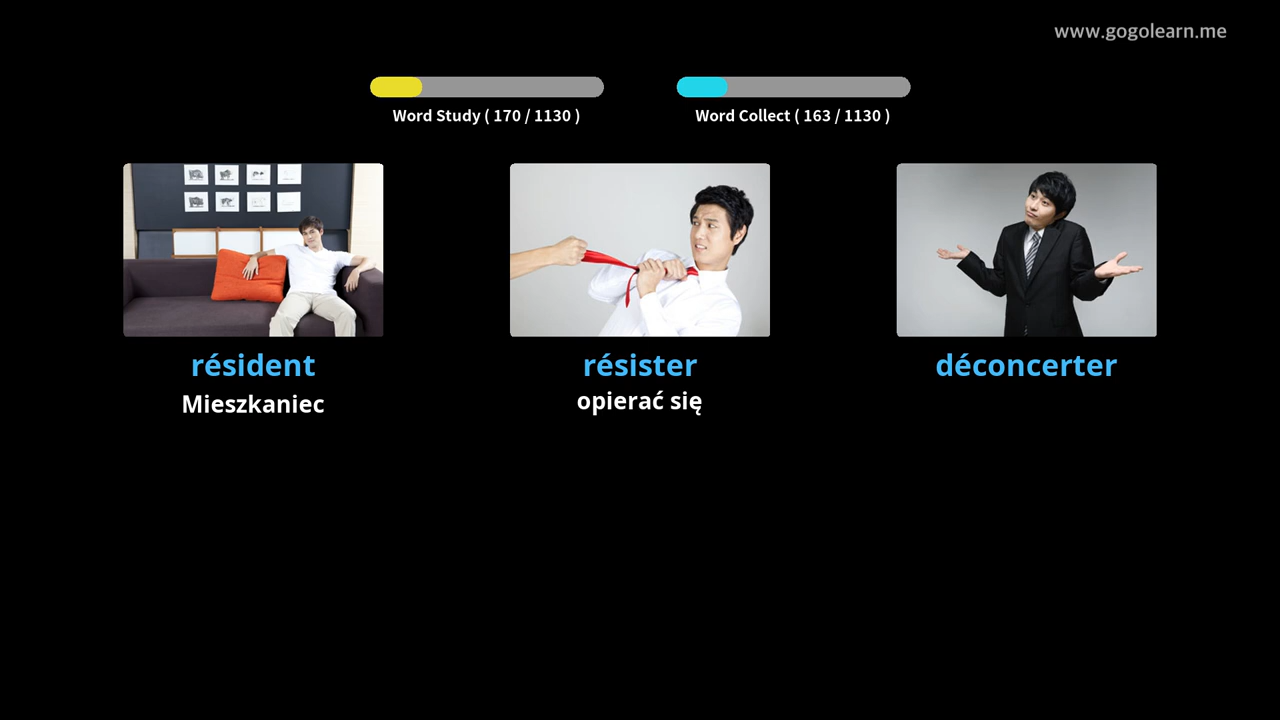 www.gogolearn.me
Word Study ( 170 / 1130 )
Word Collect ( 163 / 1130 )
résident
résister
déconcerter
Mieszkaniec
opierać się